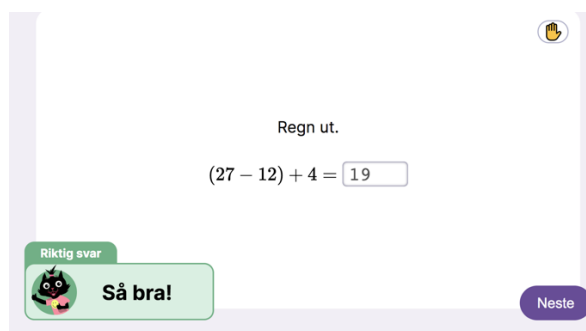 Regn ut.
(27 − 12) + 4 = 19
Riktig svar
Så bra!
Neste